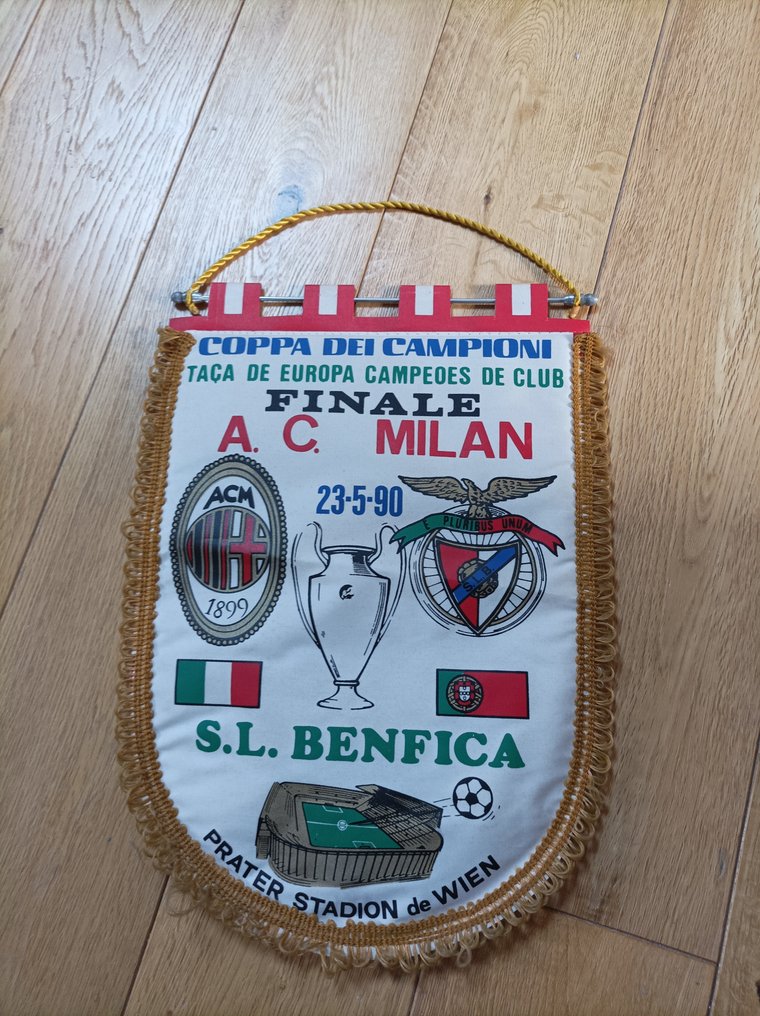 COPPA DEI CAMPIONI
TAÇA DE EUROPA CAMPEOES DE CLUB
FINALE
A. C. MILAN
23-5-90
ACM
1899
E PLURIBUS UNUM
S.L.B.
S.L. BENFICA
PRATER STADION de WIEN